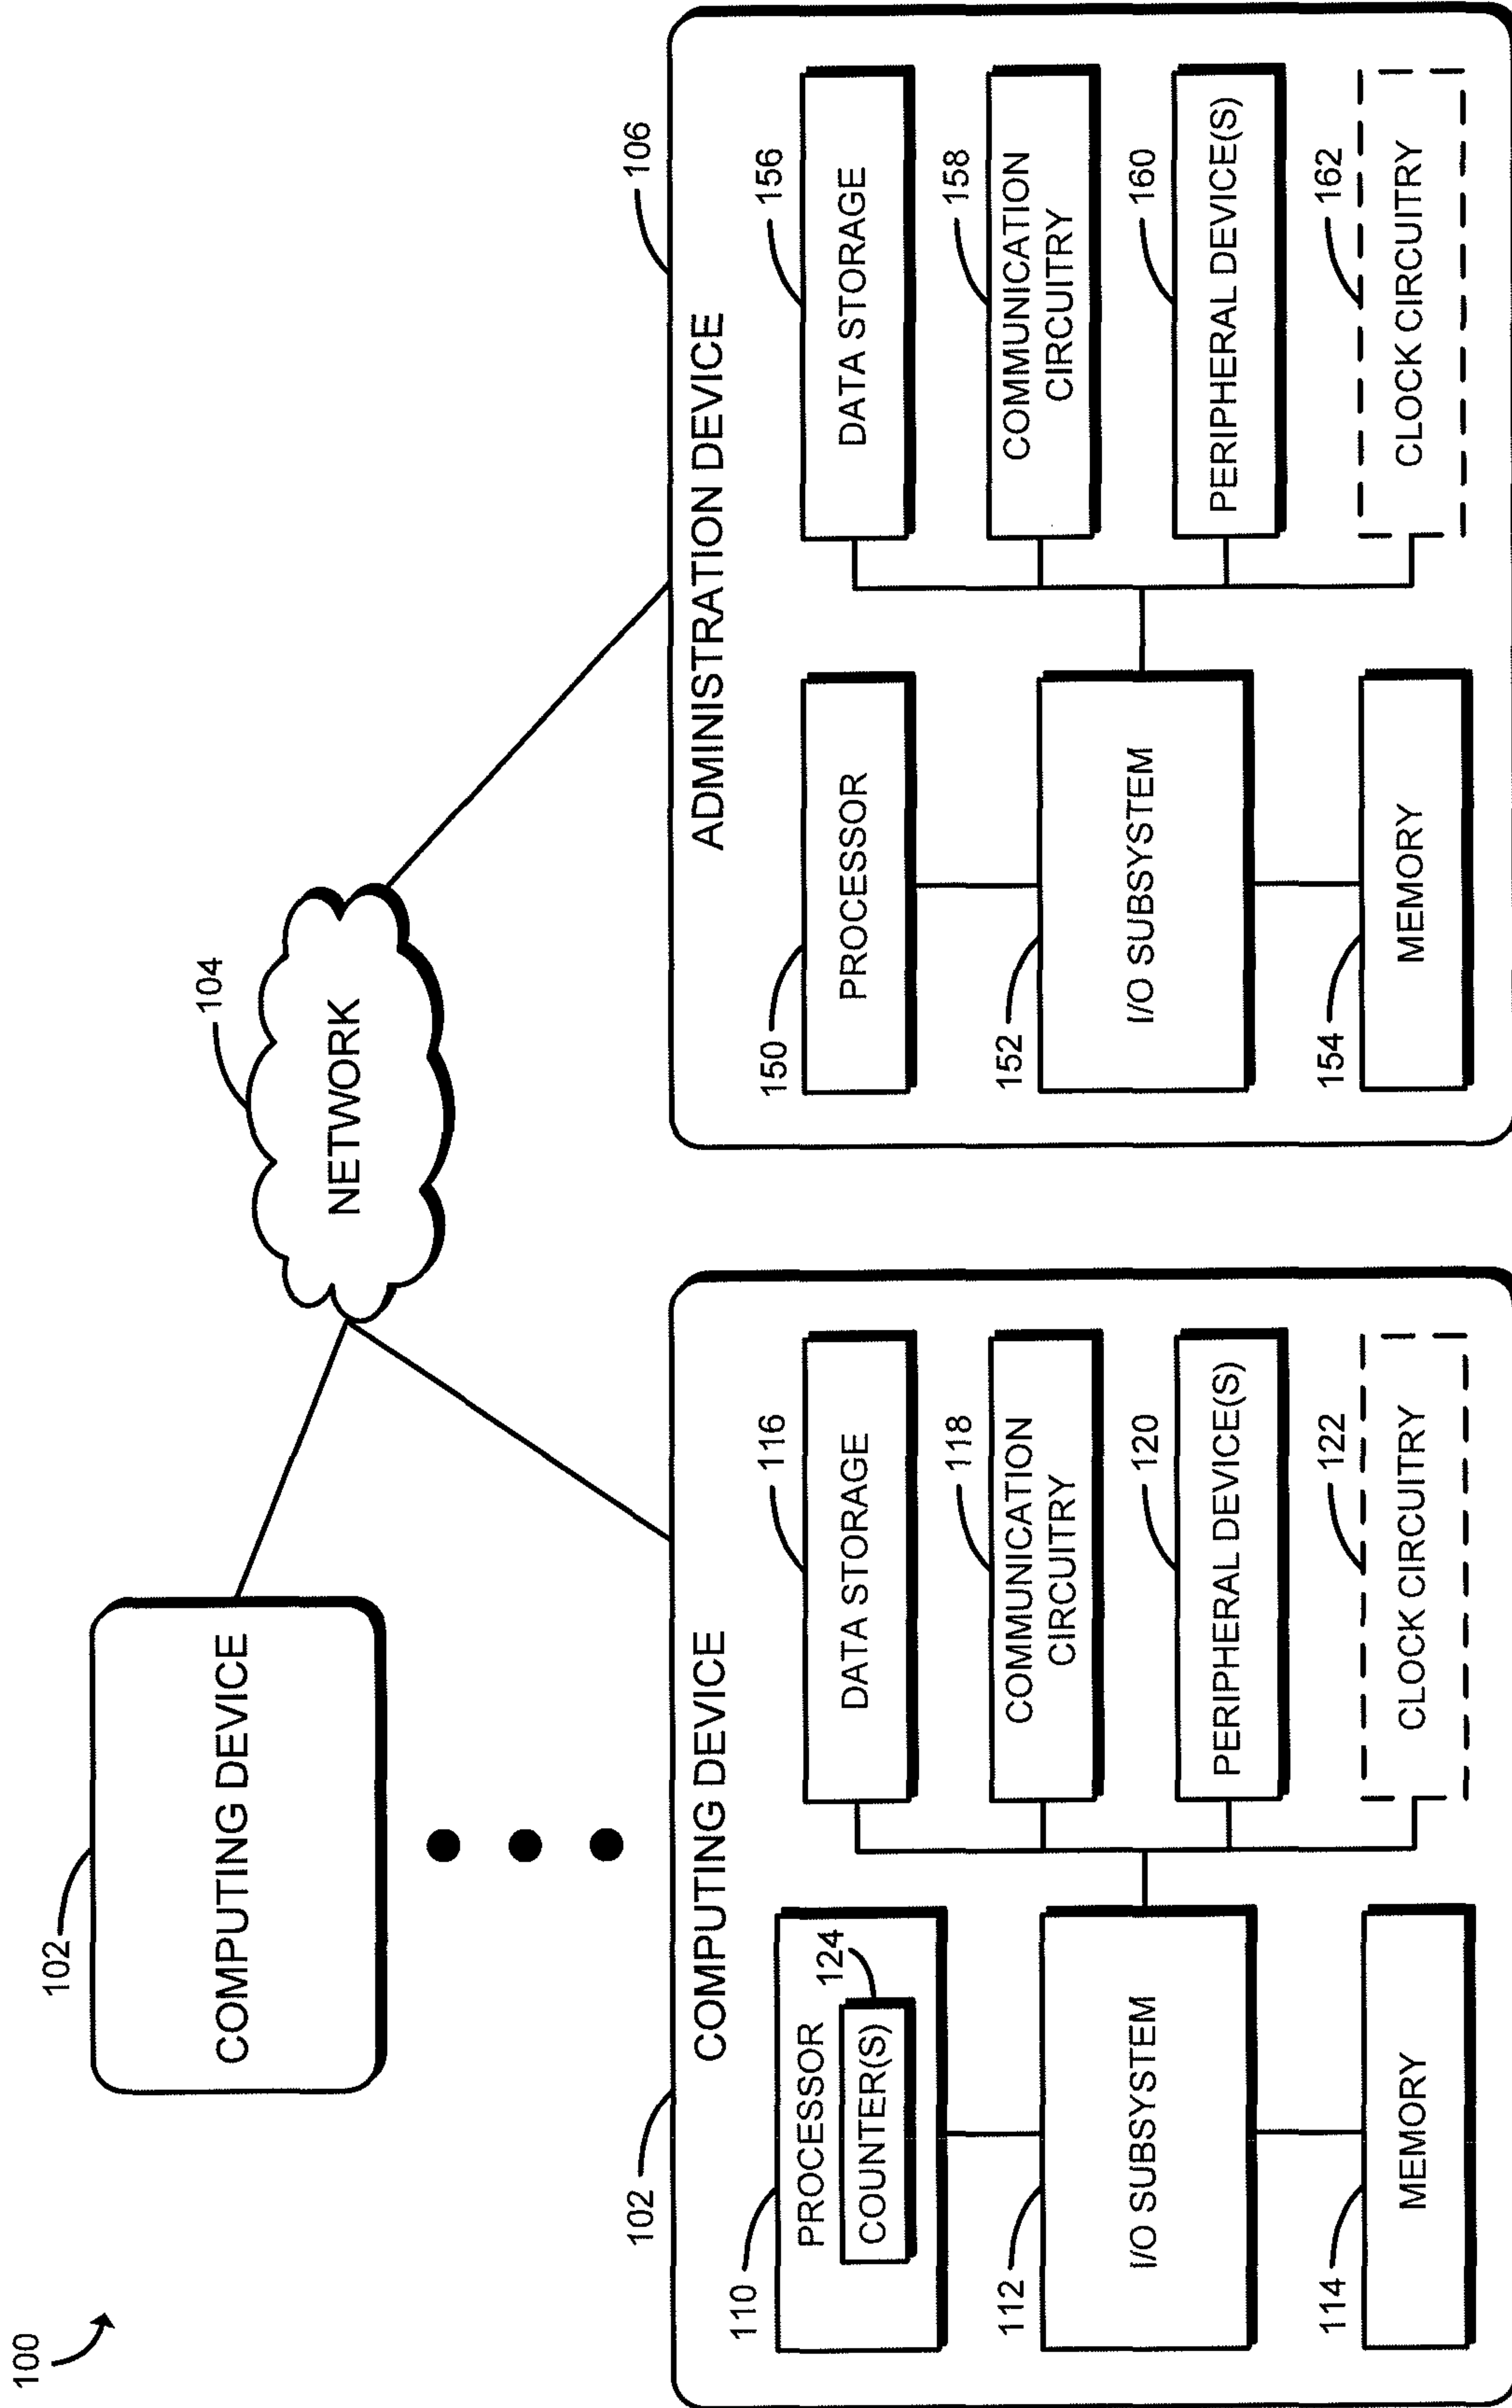 100
102
COMPUTING DEVICE
104
NETWORK
102
COMPUTING DEVICE
110
PROCESSOR
124
COUNTER(S)
112
I/O SUBSYSTEM
114
MEMORY
116
DATA STORAGE
118
COMMUNICATION
CIRCUITRY
120
PERIPHERAL DEVICE(S)
122
CLOCK CIRCUITRY
106
ADMINISTRATION DEVICE
150
PROCESSOR
152
I/O SUBSYSTEM
154
MEMORY
156
DATA STORAGE
158
COMMUNICATION
CIRCUITRY
160
PERIPHERAL DEVICE(S)
162
CLOCK CIRCUITRY